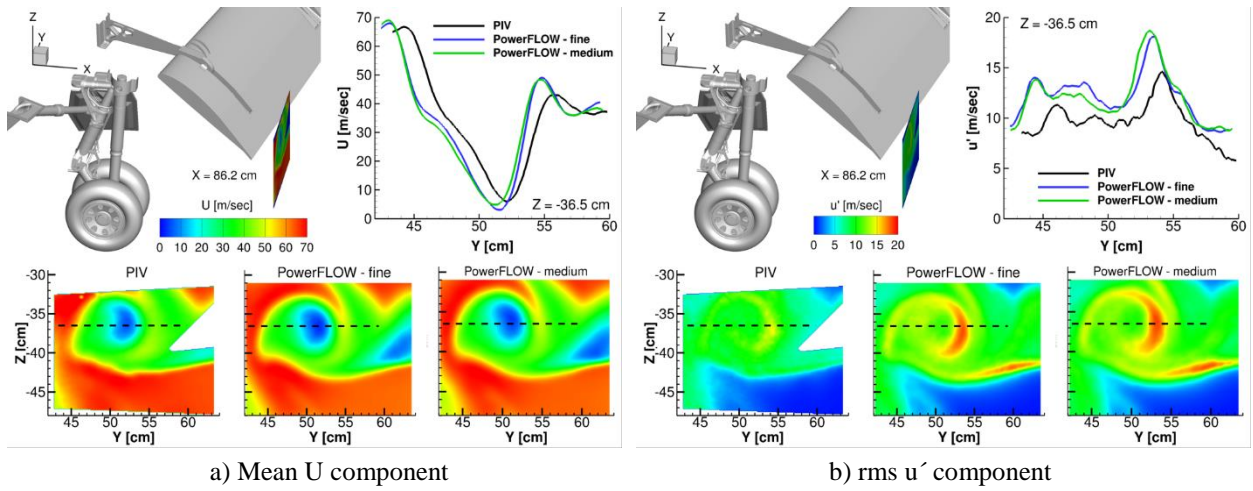 Z
Y
X
X = 86.2 cm
U [m/sec]
0 10 20 30 40 50 60 70
70
60
50
40
30
20
10
0
U [m/sec]
PIV
PowerFLOW - fine
PowerFLOW - medium
Z = -36.5 cm
45 50 55 60
Y [cm]
PIV
PowerFLOW - fine
PowerFLOW - medium
-30
-35
-40
-45
Z [cm]
45 50 55 60
Y [cm]
45 50 55 60
Y [cm]
45 50 55 60
Y [cm]
a) Mean U component
Z
Y
X
X = 86.2 cm
u' [m/sec]
0 5 10 15 20
20
15
10
5
0
u' [m/sec]
Z = -36.5 cm
PIV
PowerFLOW - fine
PowerFLOW - medium
45 50 55 60
Y [cm]
PIV
PowerFLOW - fine
PowerFLOW - medium
-30
-35
-40
-45
Z [cm]
45 50 55 60
Y [cm]
45 50 55 60
Y [cm]
45 50 55 60
Y [cm]
b) rms u´ component